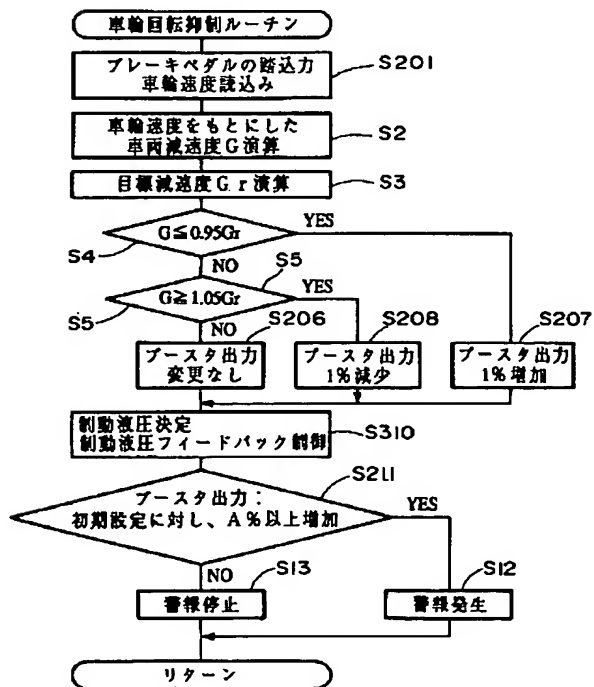 車輪回転抑制ルーチン
ブレーキペダルの踏込力
車輪速度読込み
S201
車輪速度をもとにした
車両減速度G演算
S2
目標減速度Gr演算
S3
G≦0.95Gr
YES
S4
NO
S5
G≧1.05Gr
YES
S5
NO
S206
S208
S207
ブースタ出力
変更なし
ブースタ出力
1%減少
ブースタ出力
1%増加
制動液圧決定
制動液圧フィードバック制御
S310
S211
ブースタ出力:
初期設定に対し、A%以上増加
YES
NO
S13
S12
警報停止
警報発生
リターン